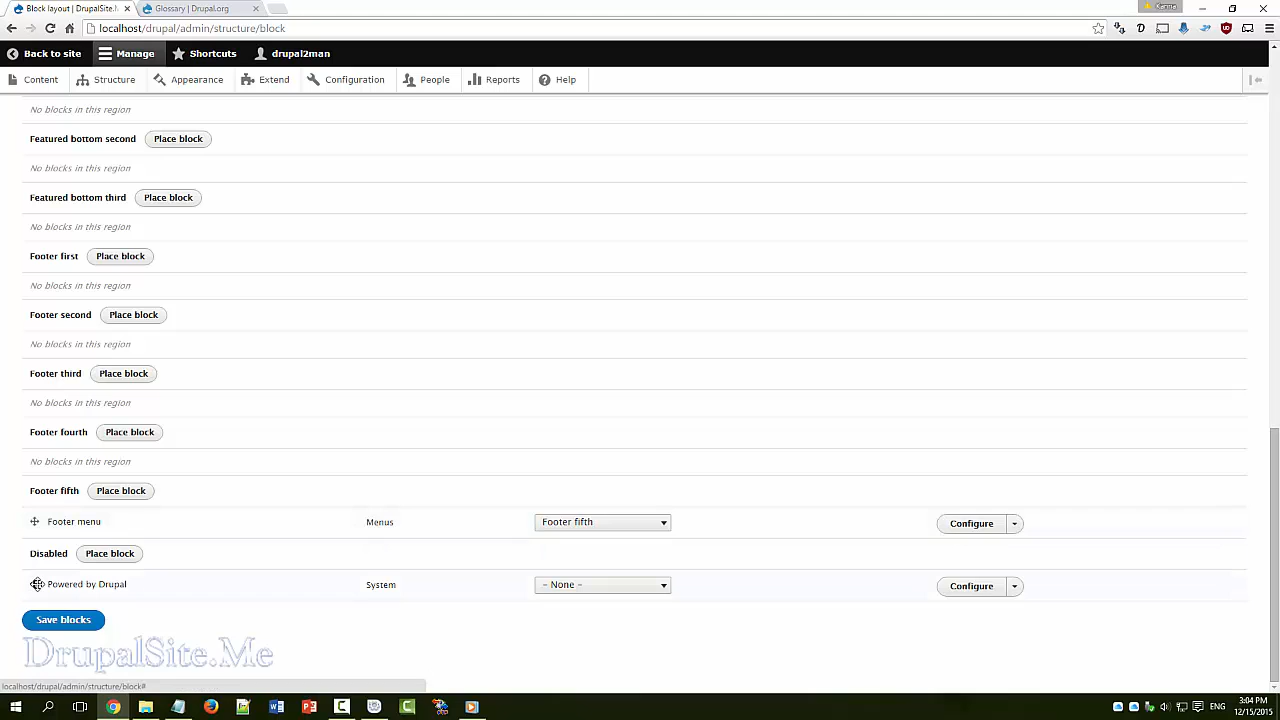 Block layout | DrupalSite.M
Glossary | Drupal.org
Karma
localhost/drupal/admin/structure/block
Back to site
Manage
Shortcuts
drupal2man
Content
Structure
Appearance
Extend
Configuration
People
Reports
Help
No blocks in this region
Featured bottom second Place block
No blocks in this region
Featured bottom third Place block
No blocks in this region
Footer first Place block
No blocks in this region
Footer second Place block
No blocks in this region
Footer third Place block
No blocks in this region
Footer fourth Place block
No blocks in this region
Footer fifth Place block
Footer menu Menus Footer fifth Configure
Disabled Place block
Powered by Drupal System - None - Configure
Save blocks
DrupalSite.Me
localhost/drupal/admin/structure/block#
ENG
3:04 PM
12/15/2015